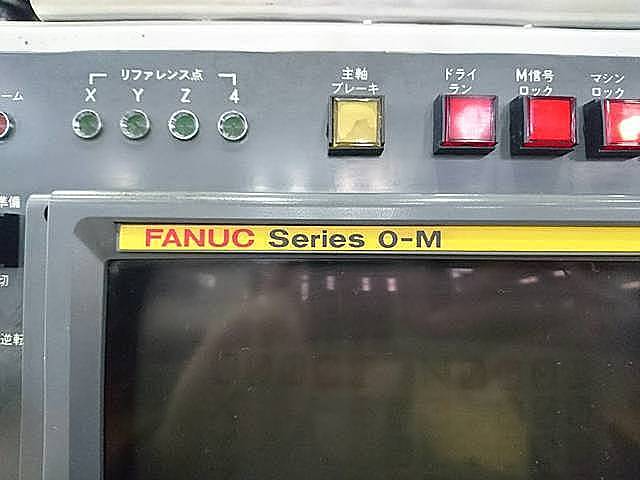 リファレンス点
X Y Z 4
主軸
ブレーキ
ドライ
ラン
M信号
ロック
マシン
ロック
ーム
準備
切
逆転
FANUC Series O-M